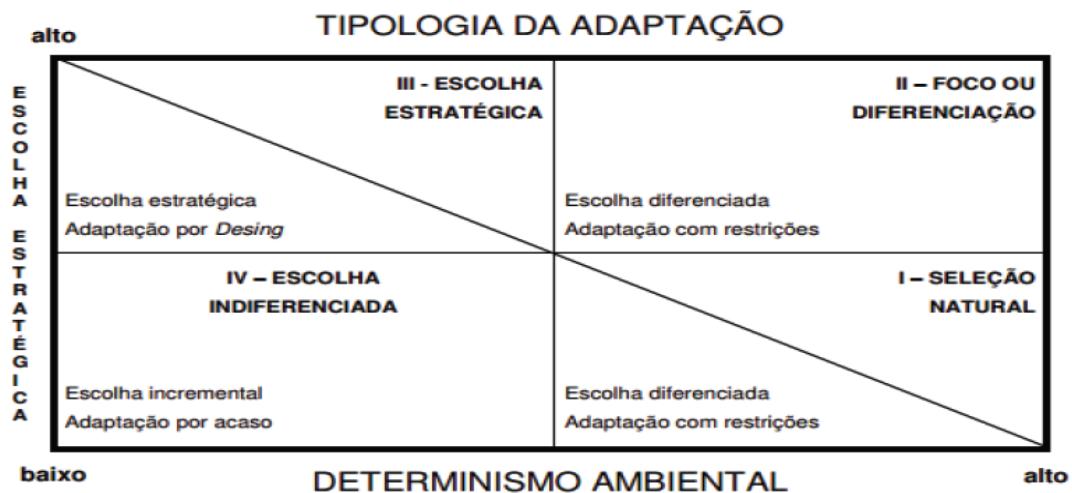 TIPOLOGIA DA ADAPTAÇÃO
alto
ESCOLHA ESTRATÉGICA
III - ESCOLHA
ESTRATÉGICA
Escolha estratégica
Adaptação por Desing
II – FOCO OU
DIFERENCIAÇÃO
Escolha diferenciada
Adaptação com restrições
IV – ESCOLHA
INDIFERENCIADA
Escolha incremental
Adaptação por acaso
I – SELEÇÃO
NATURAL
Escolha diferenciada
Adaptação com restrições
baixo
DETERMINISMO AMBIENTAL
alto